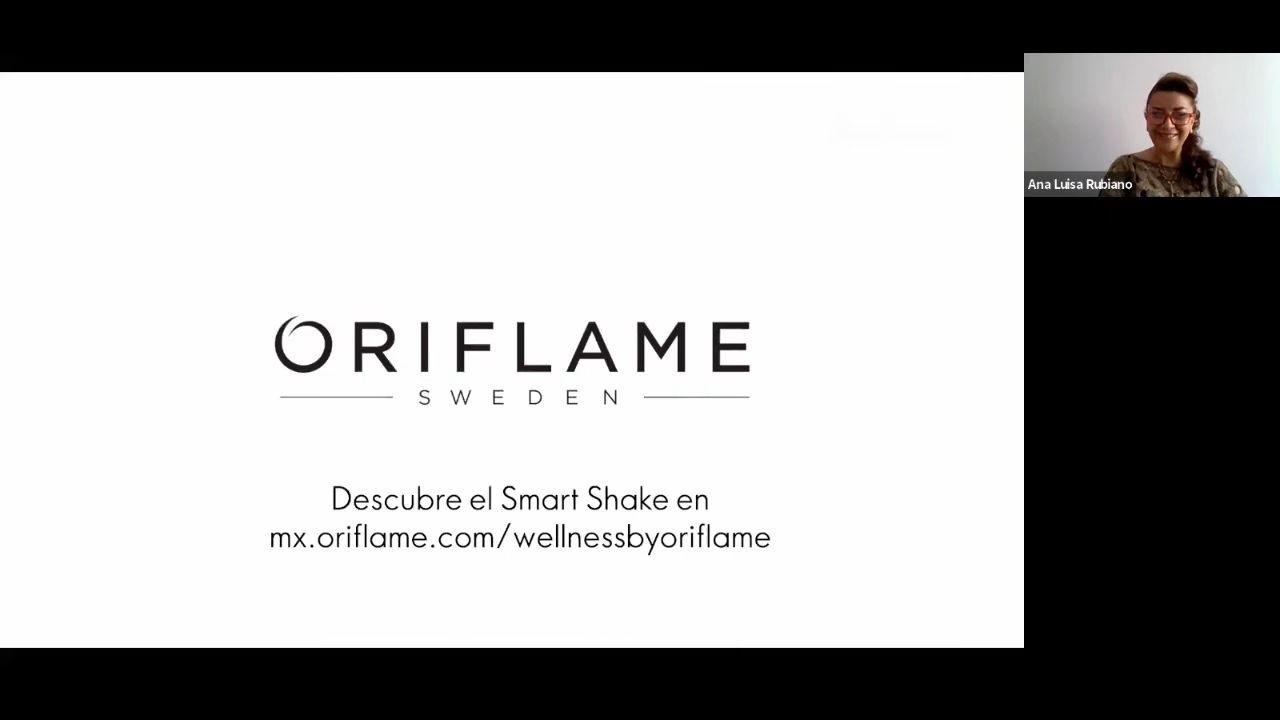 ORIFLAME
SWEDEN
Descubre el Smart Shake en
mx.oriflame.com/wellnessbyoriflame
Ana Luisa Rubiano